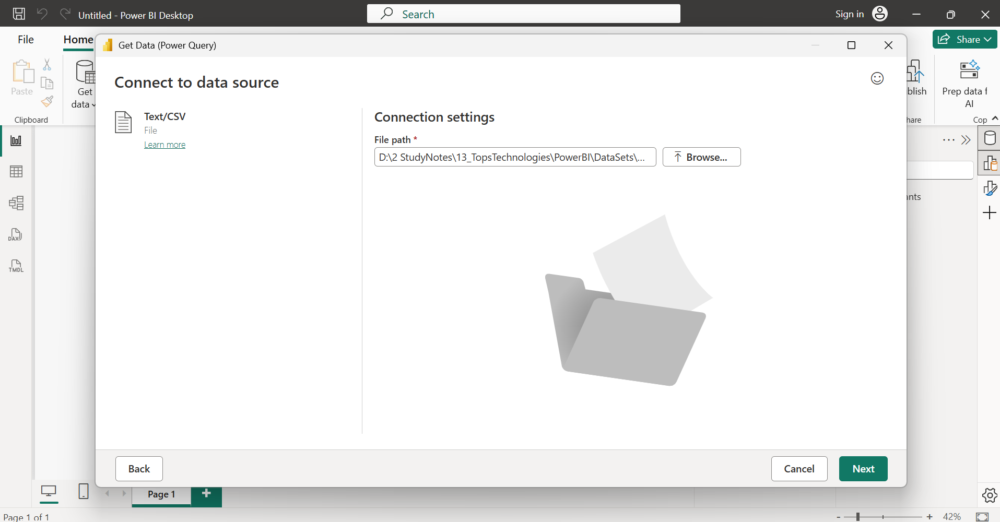 Untitled - Power BI Desktop
Search
Sign in
File
Home
Share
Get Data (Power Query)
Paste
Get
data
Clipboard
blish
hare
Prep data f
AI
Cop
Connect to data source
Text/CSV
File
Learn more
Connection settings
File path *
D:\2 StudyNotes\13_TopsTechnologies\PowerBI\DataSets\...
Browse...
ants
DAX
TMDL
Back
Cancel
Next
Page 1
+
Page 1 of 1
- + 42%